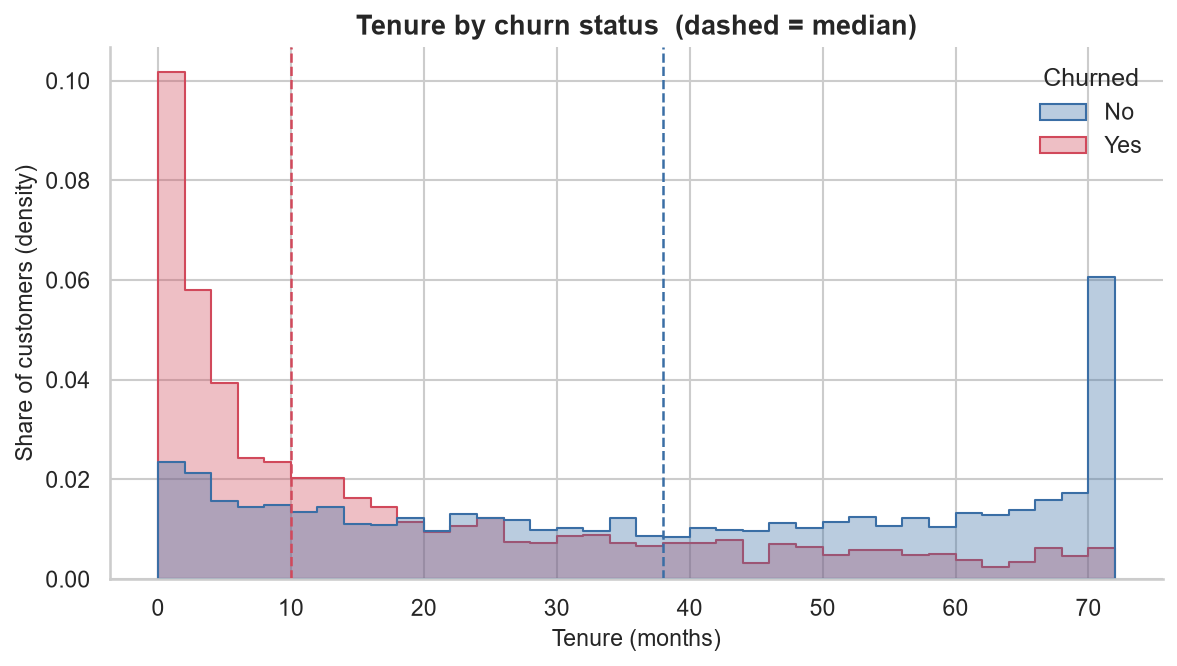 Tenure by churn status  (dashed = median)
Share of customers (density)
0.10
0.08
0.06
0.04
0.02
0.00
0 10 20 30 40 50 60 70
Tenure (months)
Churned
No
Yes